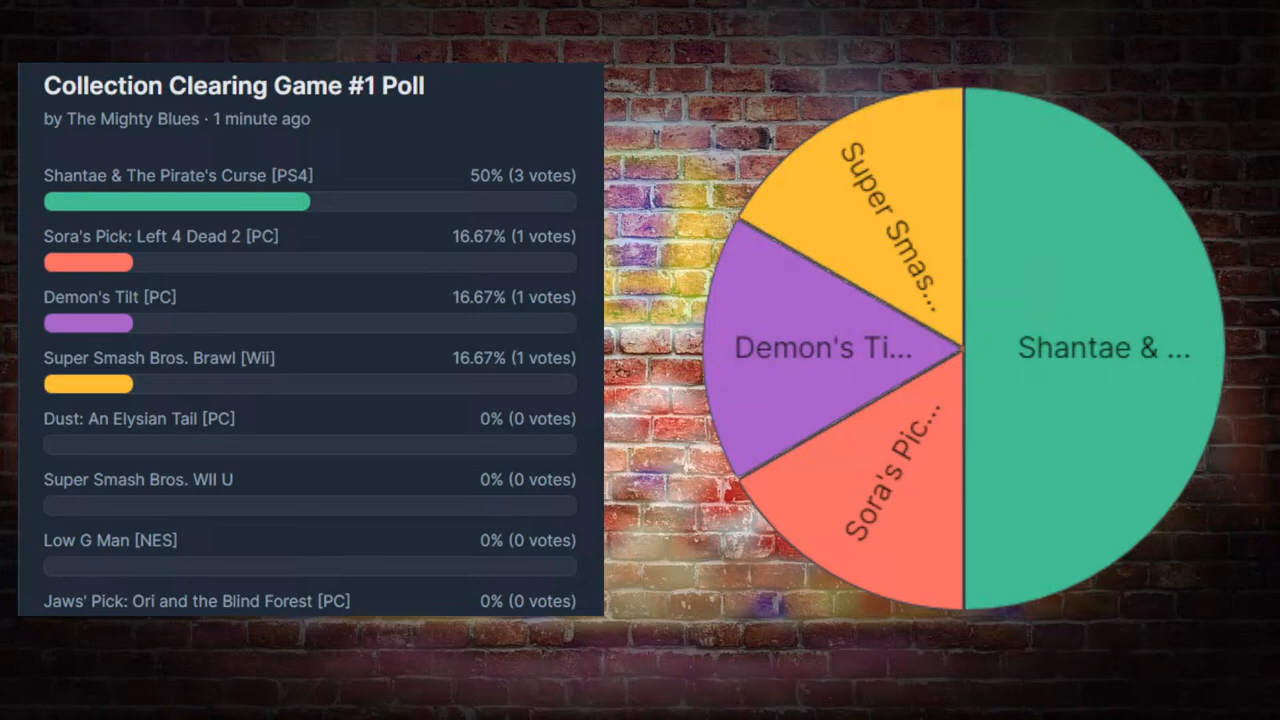 Collection Clearing Game #1 Poll
by The Mighty Blues · 1 minute ago
Shantae & The Pirate's Curse [PS4] 50% (3 votes)
Sora's Pick: Left 4 Dead 2 [PC] 16.67% (1 votes)
Demon's Tilt [PC] 16.67% (1 votes)
Super Smash Bros. Brawl [Wii] 16.67% (1 votes)
Dust: An Elysian Tail [PC] 0% (0 votes)
Super Smash Bros. WII U 0% (0 votes)
Low G Man [NES] 0% (0 votes)
Jaws' Pick: Ori and the Blind Forest [PC] 0% (0 votes)
Super Smas...
Demon's Ti...
Shantae & ...
Sora's Pic...